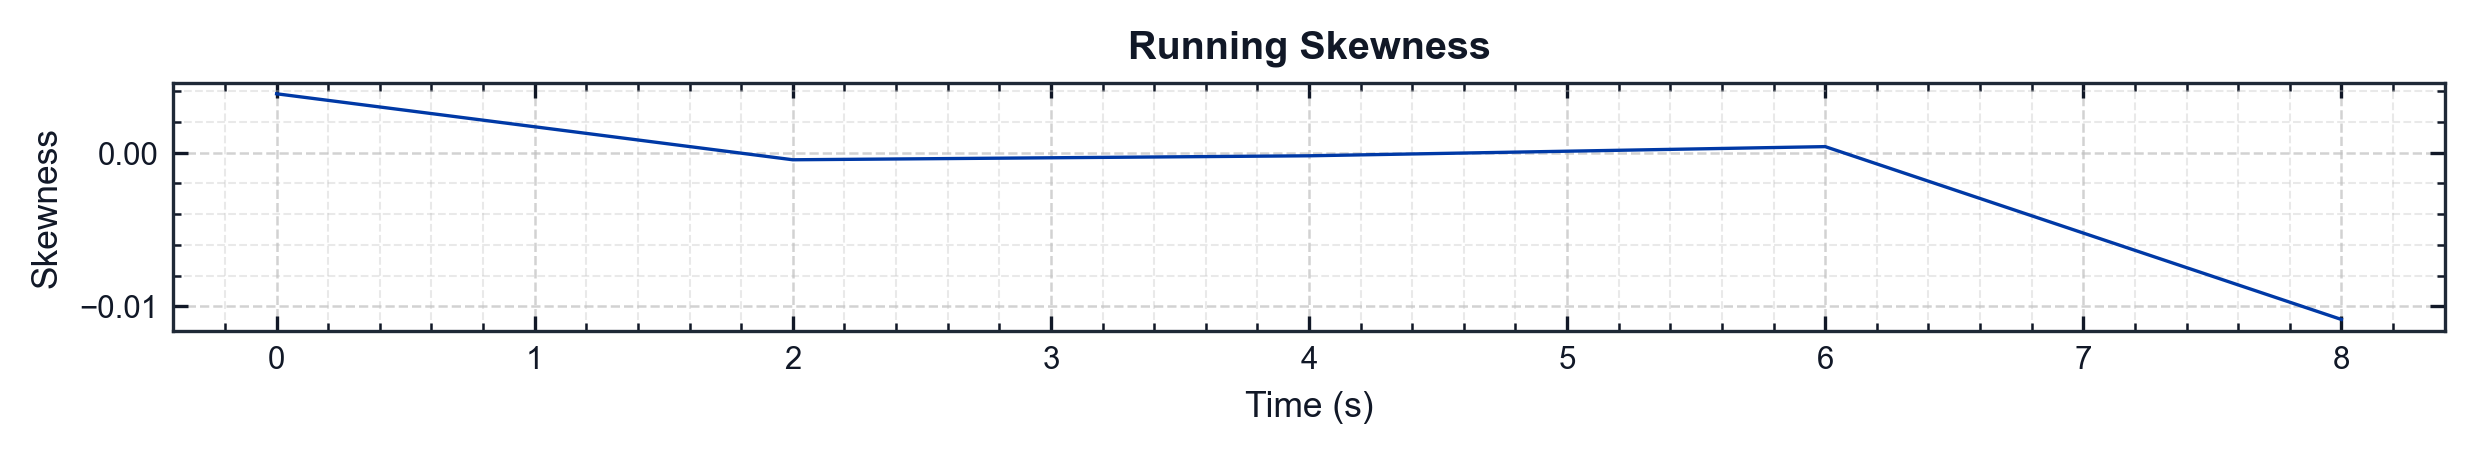 Running Skewness
Skewness
0.00
−0.01
0 1 2 3 4 5 6 7 8
Time (s)